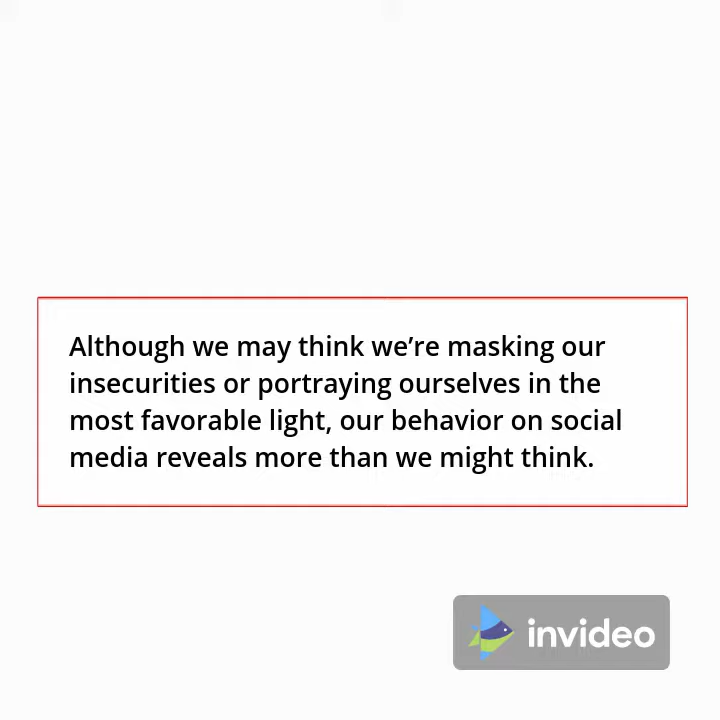 Although we may think we’re masking our
insecurities or portraying ourselves in the
most favorable light, our behavior on social
media reveals more than we might think.
invideo